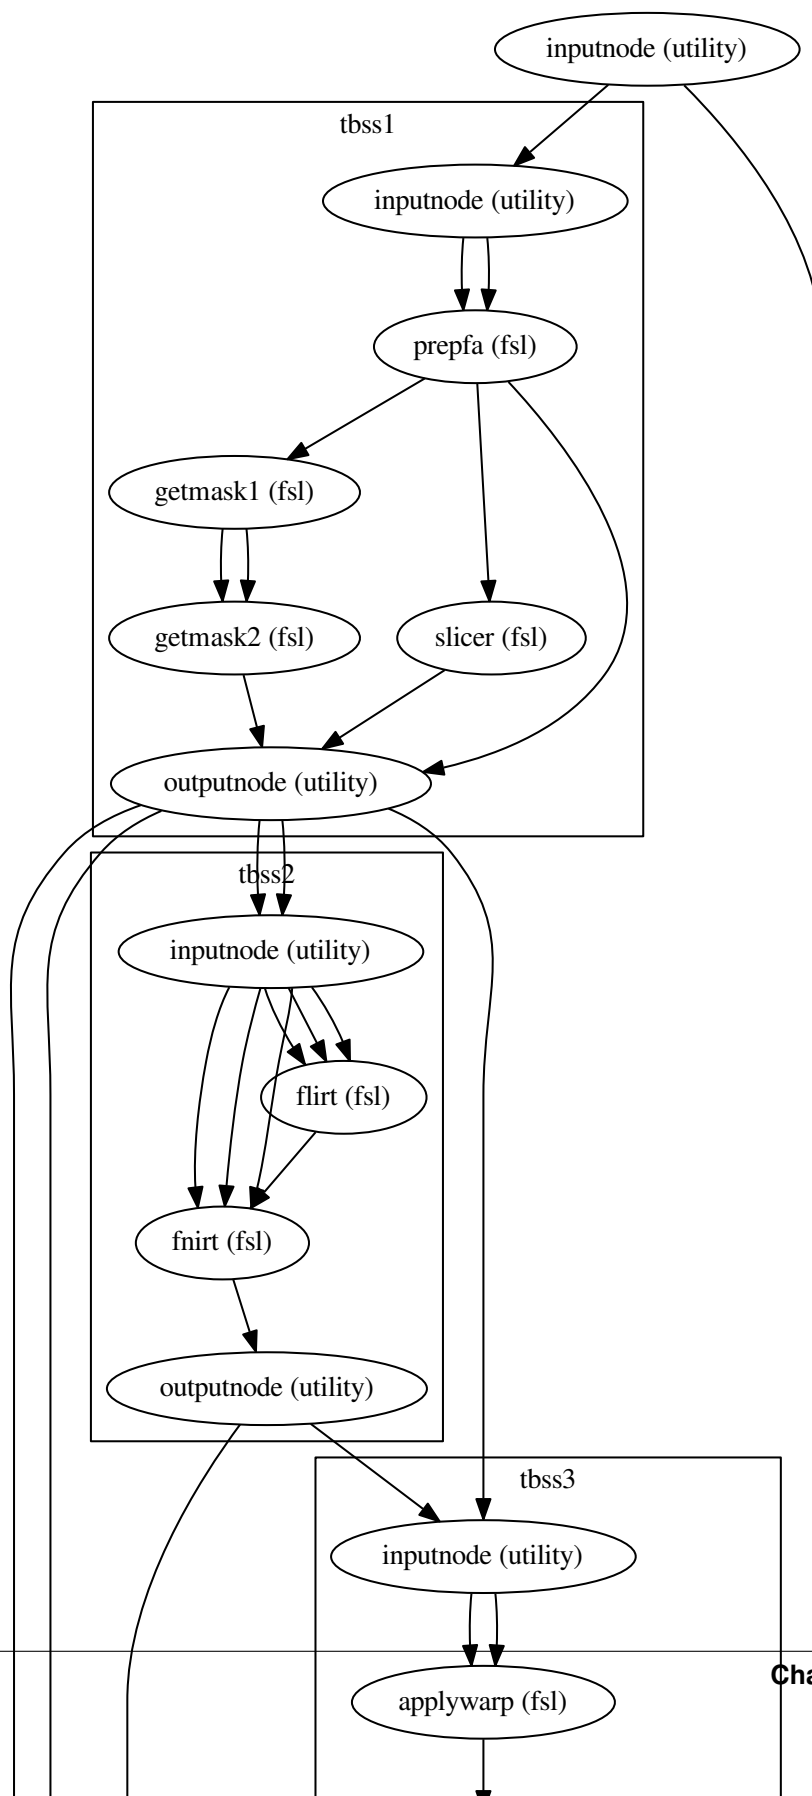 inputnode (utility)
tbss1
inputnode (utility)
prepfa (fsl)
getmask1 (fsl)
getmask2 (fsl)
slicer (fsl)
outputnode (utility)
tbss2
inputnode (utility)
flirt (fsl)
fnirt (fsl)
outputnode (utility)
tbss3
inputnode (utility)
Cha
applywarp (fsl)